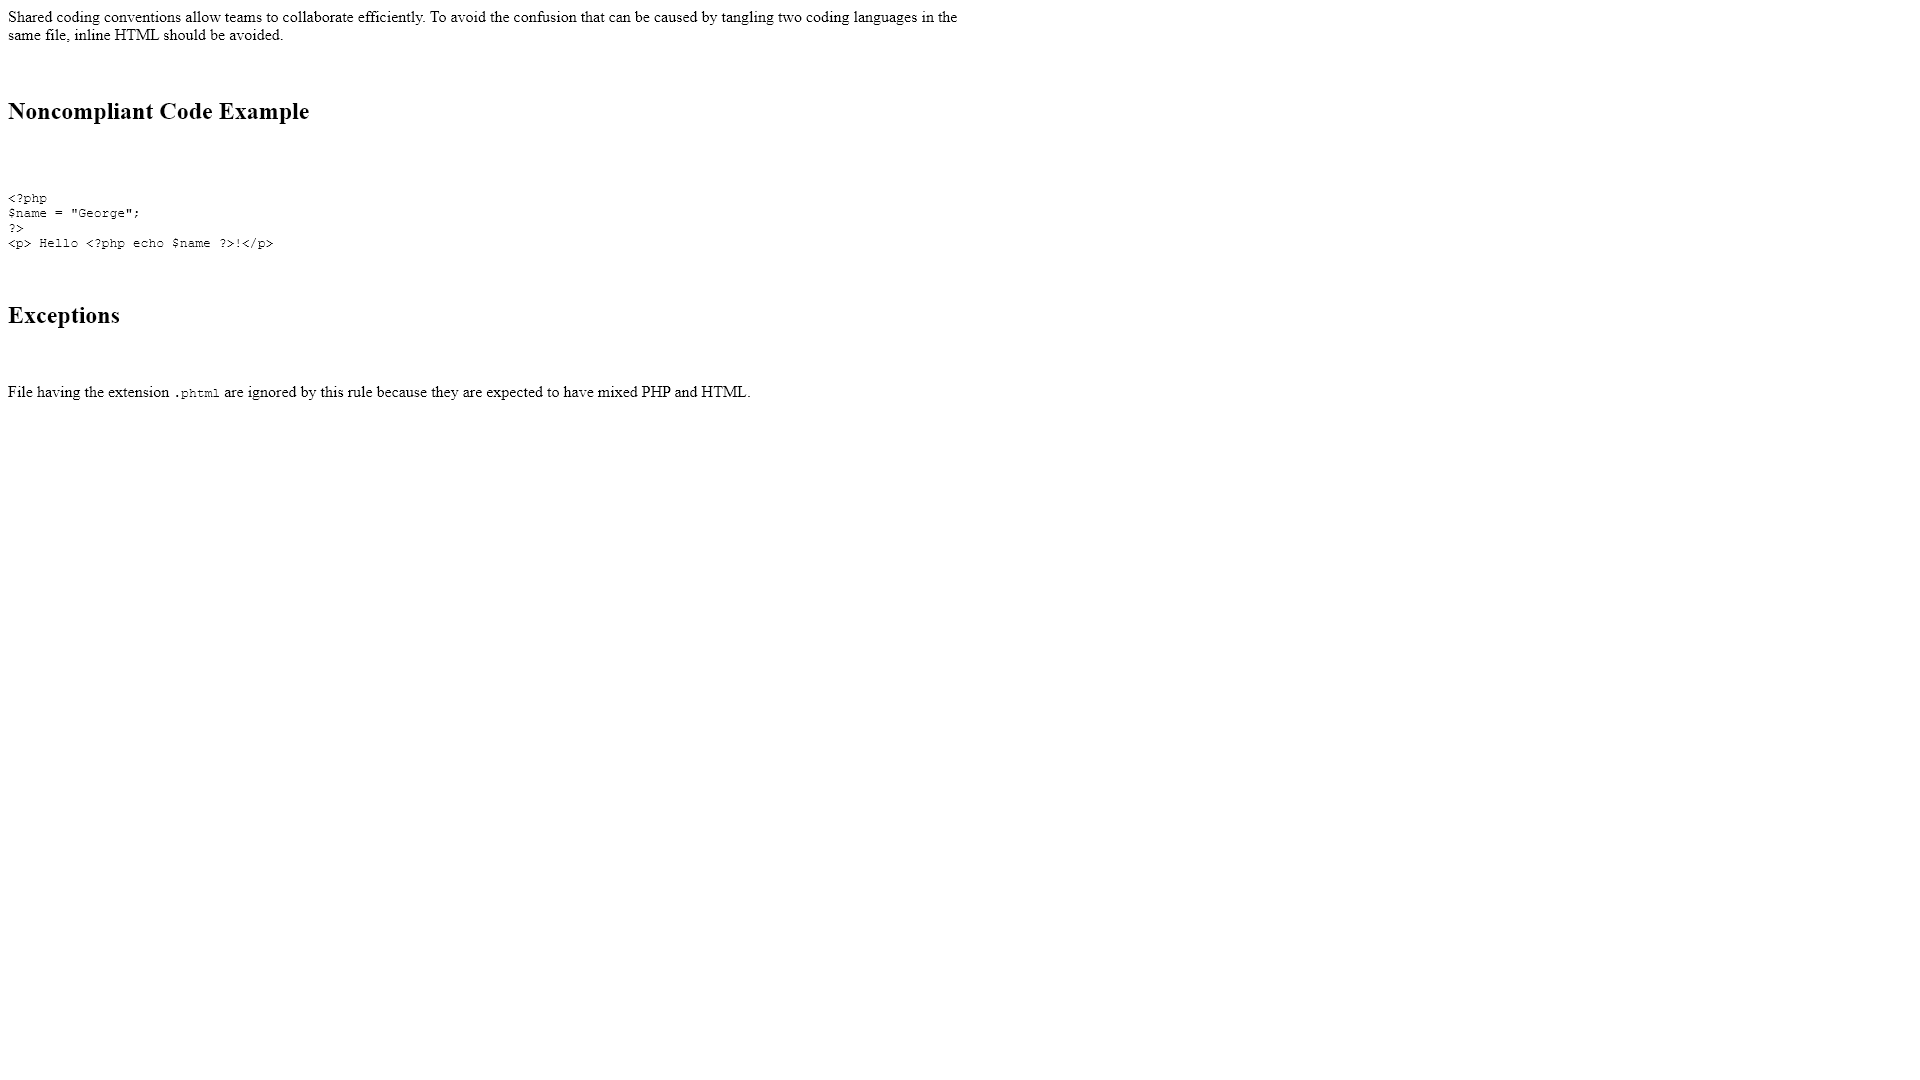 Shared coding conventions allow teams to collaborate efficiently. To avoid the confusion that can be caused by tangling two coding languages in the
same file, inline HTML should be avoided.
Noncompliant Code Example
<?php
$name = "George";
?>
<p> Hello <?php echo $name ?>!</p>
Exceptions
File having the extension .phtml are ignored by this rule because they are expected to have mixed PHP and HTML.